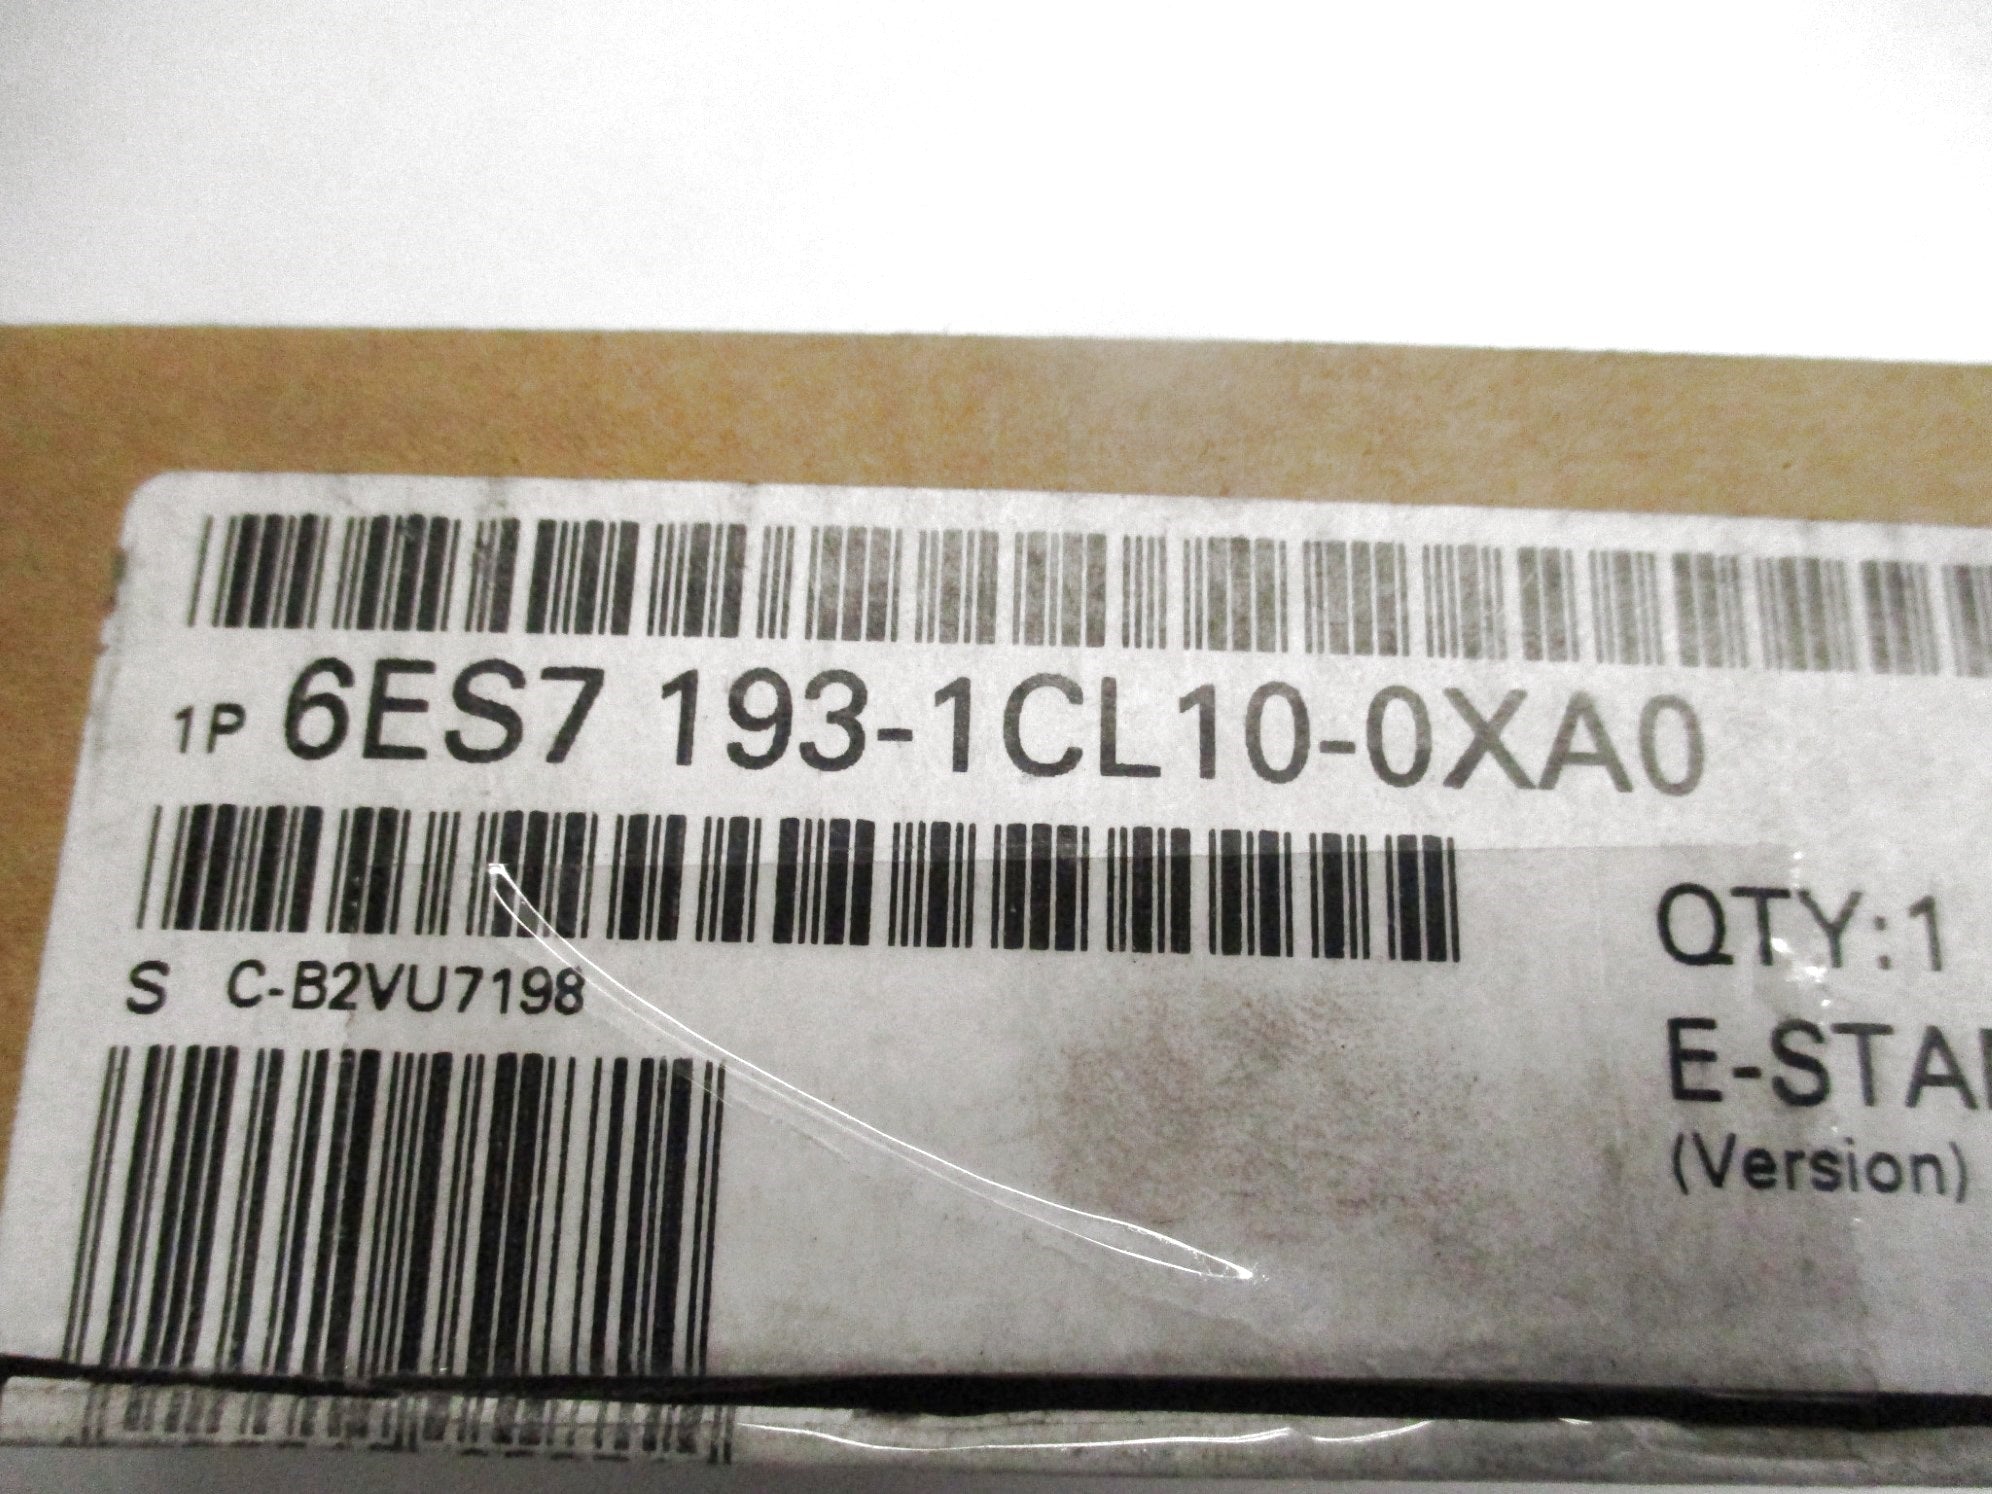 1P 6ES7 193-1CL10-0XA0
S C-B2VU7198
QTY:1
E-STA
(Version)